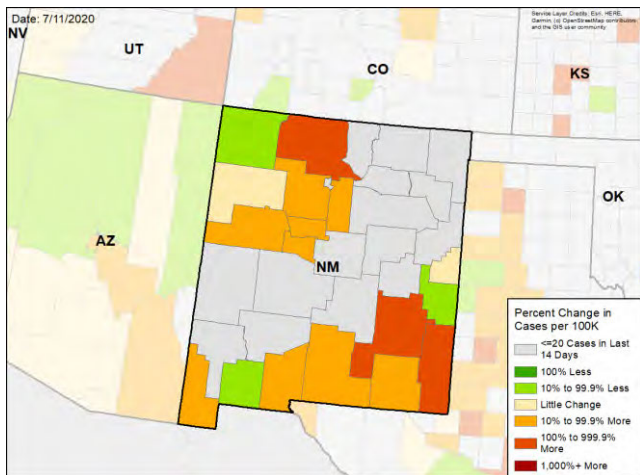 Date: 7/11/2020
Service Layer Credits: Esri, HERE,
Garmin, (c) OpenStreetMap contributors,
and the GIS user community
NV
UT
CO
KS
OK
AZ
NM
Percent Change in
Cases per 100K
<=20 Cases in Last
14 Days
100% Less
10% to 99.9% Less
Little Change
10% to 99.9% More
100% to 999.9%
More
1,000%+ More